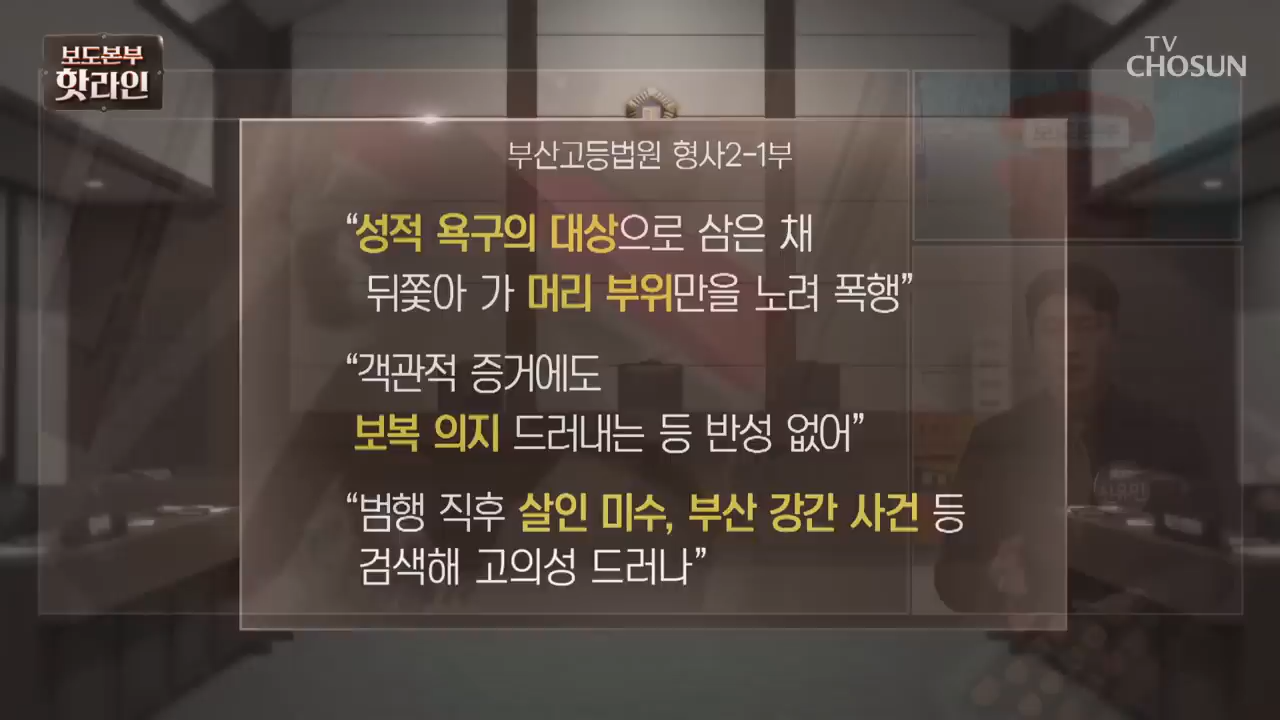 보도본부
핫라인
TV
CHOSUN
부산고등법원 형사2-1부
“성적 욕구의 대상으로 삼은 채
뒤쫓아 가 머리 부위만을 노려 폭행”
“객관적 증거에도
보복 의지 드러내는 등 반성 없어”
“범행 직후 살인 미수, 부산 강간 사건 등
검색해 고의성 드러나”